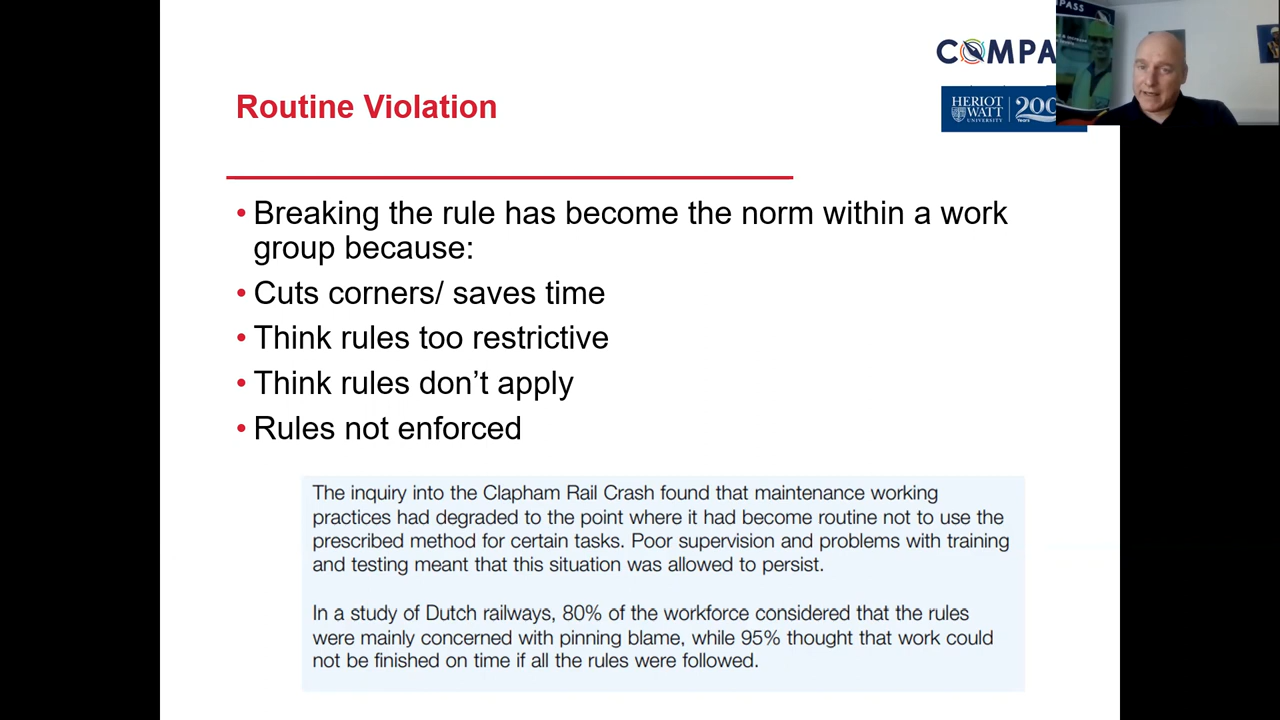 PASS
COMPA
HERIOT
WATT
UNIVERSITY
200
Years
Routine Violation
• Breaking the rule has become the norm within a work
group because:
• Cuts corners/ saves time
• Think rules too restrictive
• Think rules don’t apply
• Rules not enforced
The inquiry into the Clapham Rail Crash found that maintenance working
practices had degraded to the point where it had become routine not to use the
prescribed method for certain tasks. Poor supervision and problems with training
and testing meant that this situation was allowed to persist.
In a study of Dutch railways, 80% of the workforce considered that the rules
were mainly concerned with pinning blame, while 95% thought that work could
not be finished on time if all the rules were followed.